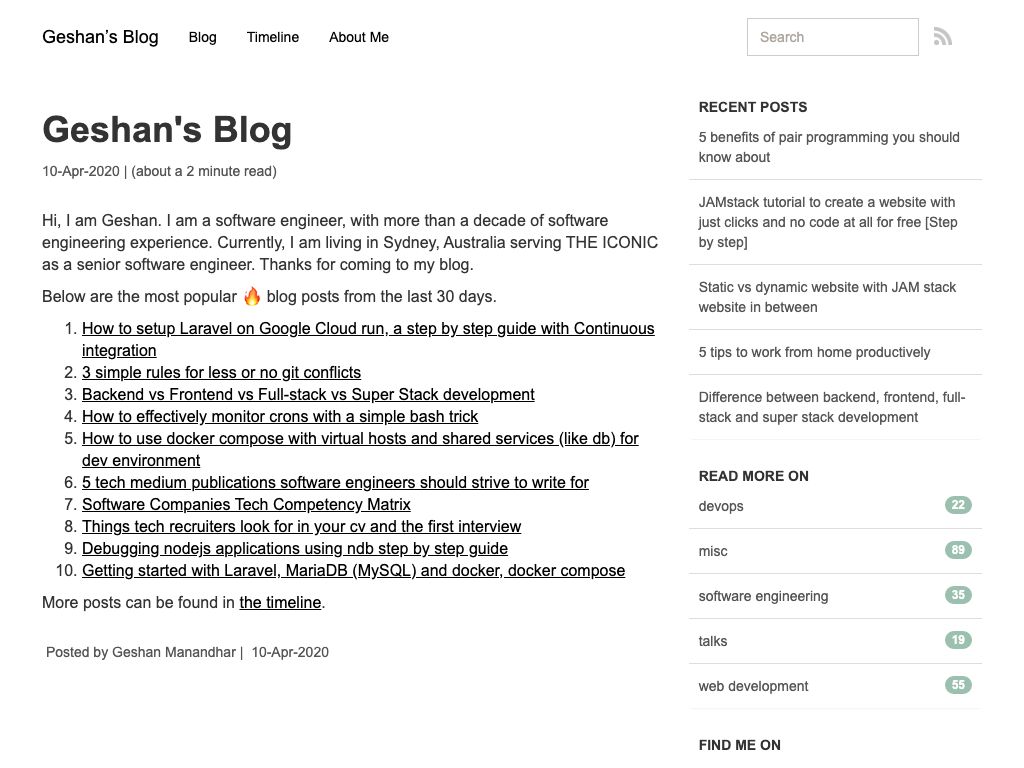 Geshan’s Blog Blog Timeline About Me Search
Geshan's Blog
10-Apr-2020 | (about a 2 minute read)
Hi, I am Geshan. I am a software engineer, with more than a decade of software
engineering experience. Currently, I am living in Sydney, Australia serving THE ICONIC
as a senior software engineer. Thanks for coming to my blog.
Below are the most popular 🔥 blog posts from the last 30 days.
1. How to setup Laravel on Google Cloud run, a step by step guide with Continuous
integration
2. 3 simple rules for less or no git conflicts
3. Backend vs Frontend vs Full-stack vs Super Stack development
4. How to effectively monitor crons with a simple bash trick
5. How to use docker compose with virtual hosts and shared services (like db) for
dev environment
6. 5 tech medium publications software engineers should strive to write for
7. Software Companies Tech Competency Matrix
8. Things tech recruiters look for in your cv and the first interview
9. Debugging nodejs applications using ndb step by step guide
10. Getting started with Laravel, MariaDB (MySQL) and docker, docker compose
More posts can be found in the timeline.
Posted by Geshan Manandhar | 10-Apr-2020
RECENT POSTS
5 benefits of pair programming you should
know about
JAMstack tutorial to create a website with
just clicks and no code at all for free [Step
by step]
Static vs dynamic website with JAM stack
website in between
5 tips to work from home productively
Difference between backend, frontend, full-
stack and super stack development
READ MORE ON
devops 22
misc 89
software engineering 35
talks 19
web development 55
FIND ME ON